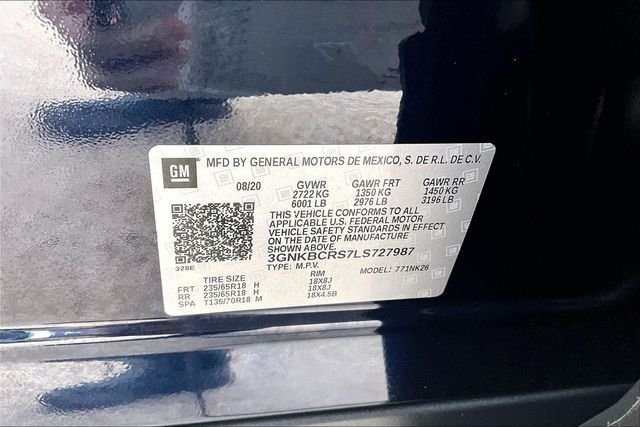 GM
MFD BY GENERAL MOTORS DE MEXICO, S. DE R.L. DE C.V.
08/20 GVWR GAWR FRT GAWR RR
2722 KG 1350 KG 1450 KG
6001 LB 2976 LB 3196 LB
THIS VEHICLE CONFORMS TO ALL
APPLICABLE U.S. FEDERAL MOTOR
VEHICLE SAFETY STANDARDS IN EFFECT
ON THE DATE OF MANUFACTURE
SHOWN ABOVE.
3GNKBCRS7LS727987
TYPE: M.P.V. MODEL: 771NK26
328E
TIRE SIZE RIM
FRT 235/65R18 H 18X8J
RR 235/65R18 H 18X8J
SPA T135/70R18 M 18X4.5B